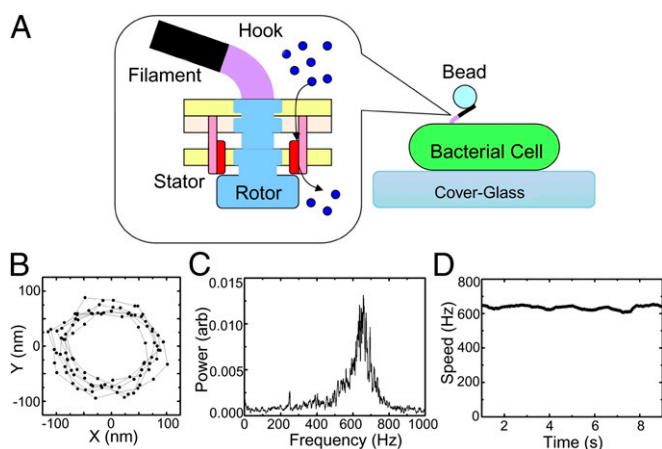 A
Hook
Filament
Stator
Rotor
Bead
Bacterial Cell
Cover-Glass
B
100
50
0
-100
Y (nm)
-100 0 100
X (nm)
C
0.015
0.010
0.005
0.000
Power (arb)
0 200 400 600 800 1000
Frequency (Hz)
D
800
600
400
200
0
Speed (Hz)
2 4 6 8
Time (s)